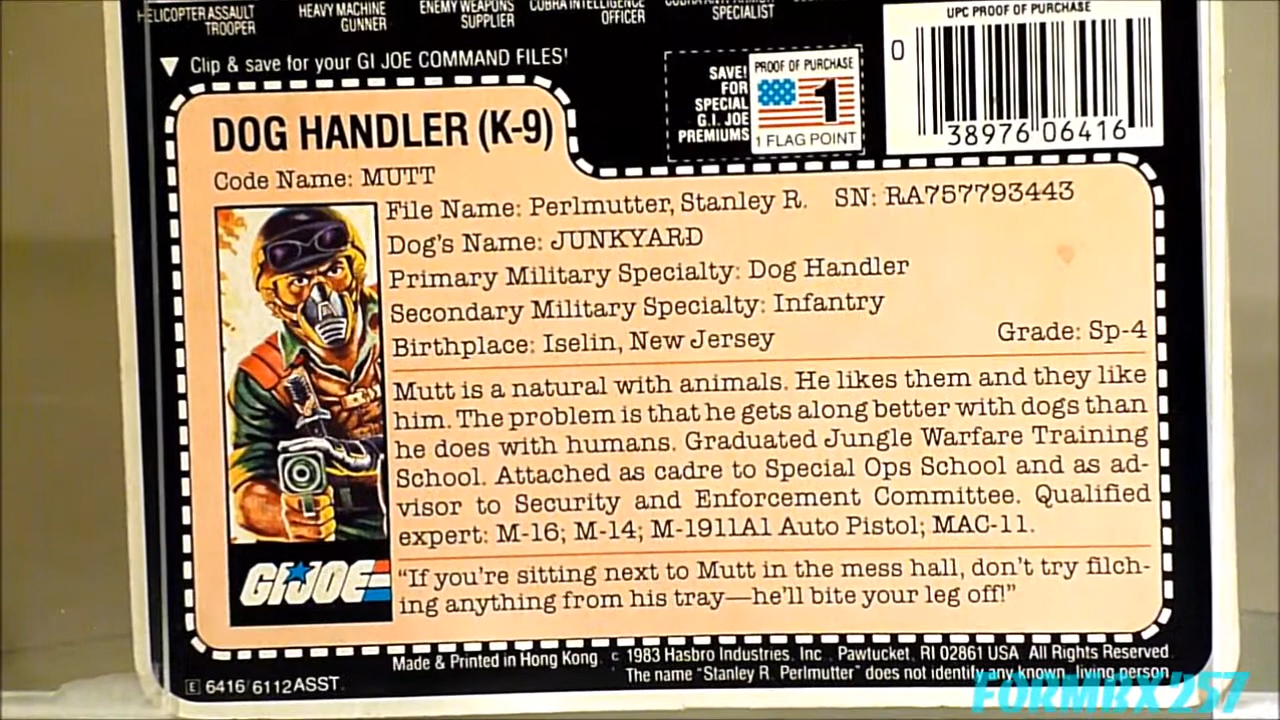 HELICOPTER ASSAULT
TROOPER
HEAVY MACHINE
GUNNER
ENEMY WEAPONS
SUPPLIER
COBRA INTELLIGENCE
OFFICER
SPECIALIST
UPC PROOF OF PURCHASE
Clip & save for your GI JOE COMMAND FILES!
SAVE!
FOR
SPECIAL
G.I. JOE
PREMIUMS
PROOF OF PURCHASE
1
1 FLAG POINT
0
38976 06416
DOG HANDLER (K-9)
Code Name: MUTT
File Name: Perlmutter, Stanley R. SN: RA757793443
Dog's Name: JUNKYARD
Primary Military Specialty: Dog Handler
Secondary Military Specialty: Infantry
Birthplace: Iselin, New Jersey Grade: Sp-4
Mutt is a natural with animals. He likes them and they like
him. The problem is that he gets along better with dogs than
he does with humans. Graduated Jungle Warfare Training
School. Attached as cadre to Special Ops School and as ad-
visor to Security and Enforcement Committee. Qualified
expert: M-16; M-14; M-1911A1 Auto Pistol; MAC-11.
"If you're sitting next to Mutt in the mess hall, don't try filch-
ing anything from his tray—he'll bite your leg off!"
GI JOE
Made & Printed in Hong Kong. © 1983 Hasbro Industries, Inc., Pawtucket, RI 02861 USA All Rights Reserved.
The name "Stanley R. Perlmutter" does not identify any known, living person.
E 6416/6112 ASST.
FORMBX257